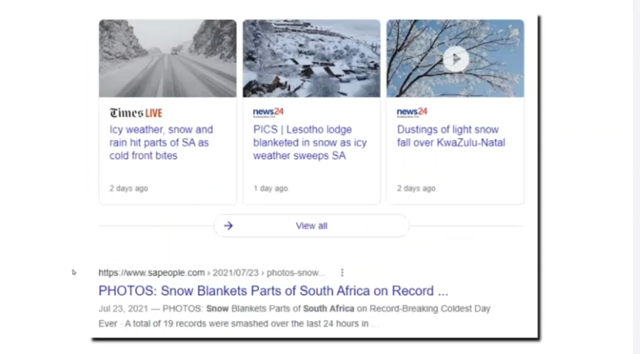 Times LIVE
Icy weather, snow and
rain hit parts of SA as
cold front bites
2 days ago
news24
PICS | Lesotho lodge
blanketed in snow as icy
weather sweeps SA
1 day ago
news24
Dustings of light snow
fall over KwaZulu-Natal
2 days ago
View all
https://www.sapeople.com › 2021/07/23 › photos-snow...
PHOTOS: Snow Blankets Parts of South Africa on Record ...
Jul 23, 2021 — PHOTOS: Snow Blankets Parts of South Africa on Record-Breaking Coldest Day
Ever · A total of 19 records were smashed over the last 24 hours in ...